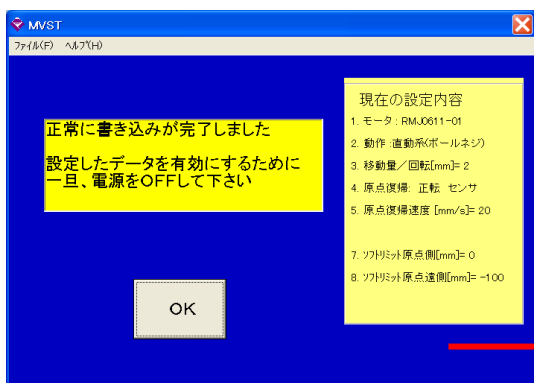 MVST
ファイル(F) ヘルプ(H)
正常に書き込みが完了しました
設定したデータを有効にするために
一旦、電源をOFFして下さい
OK
現在の設定内容
1. モータ : RMJ0611-01
2. 動作 :直動系(ボールネジ)
3. 移動量/回転[mm]= 2
4. 原点復帰: 正転 センサ
5. 原点復帰速度 [mm/s]= 20
7. ソフトリミット原点側[mm]= 0
8. ソフトリミット原点遠側[mm]= -100